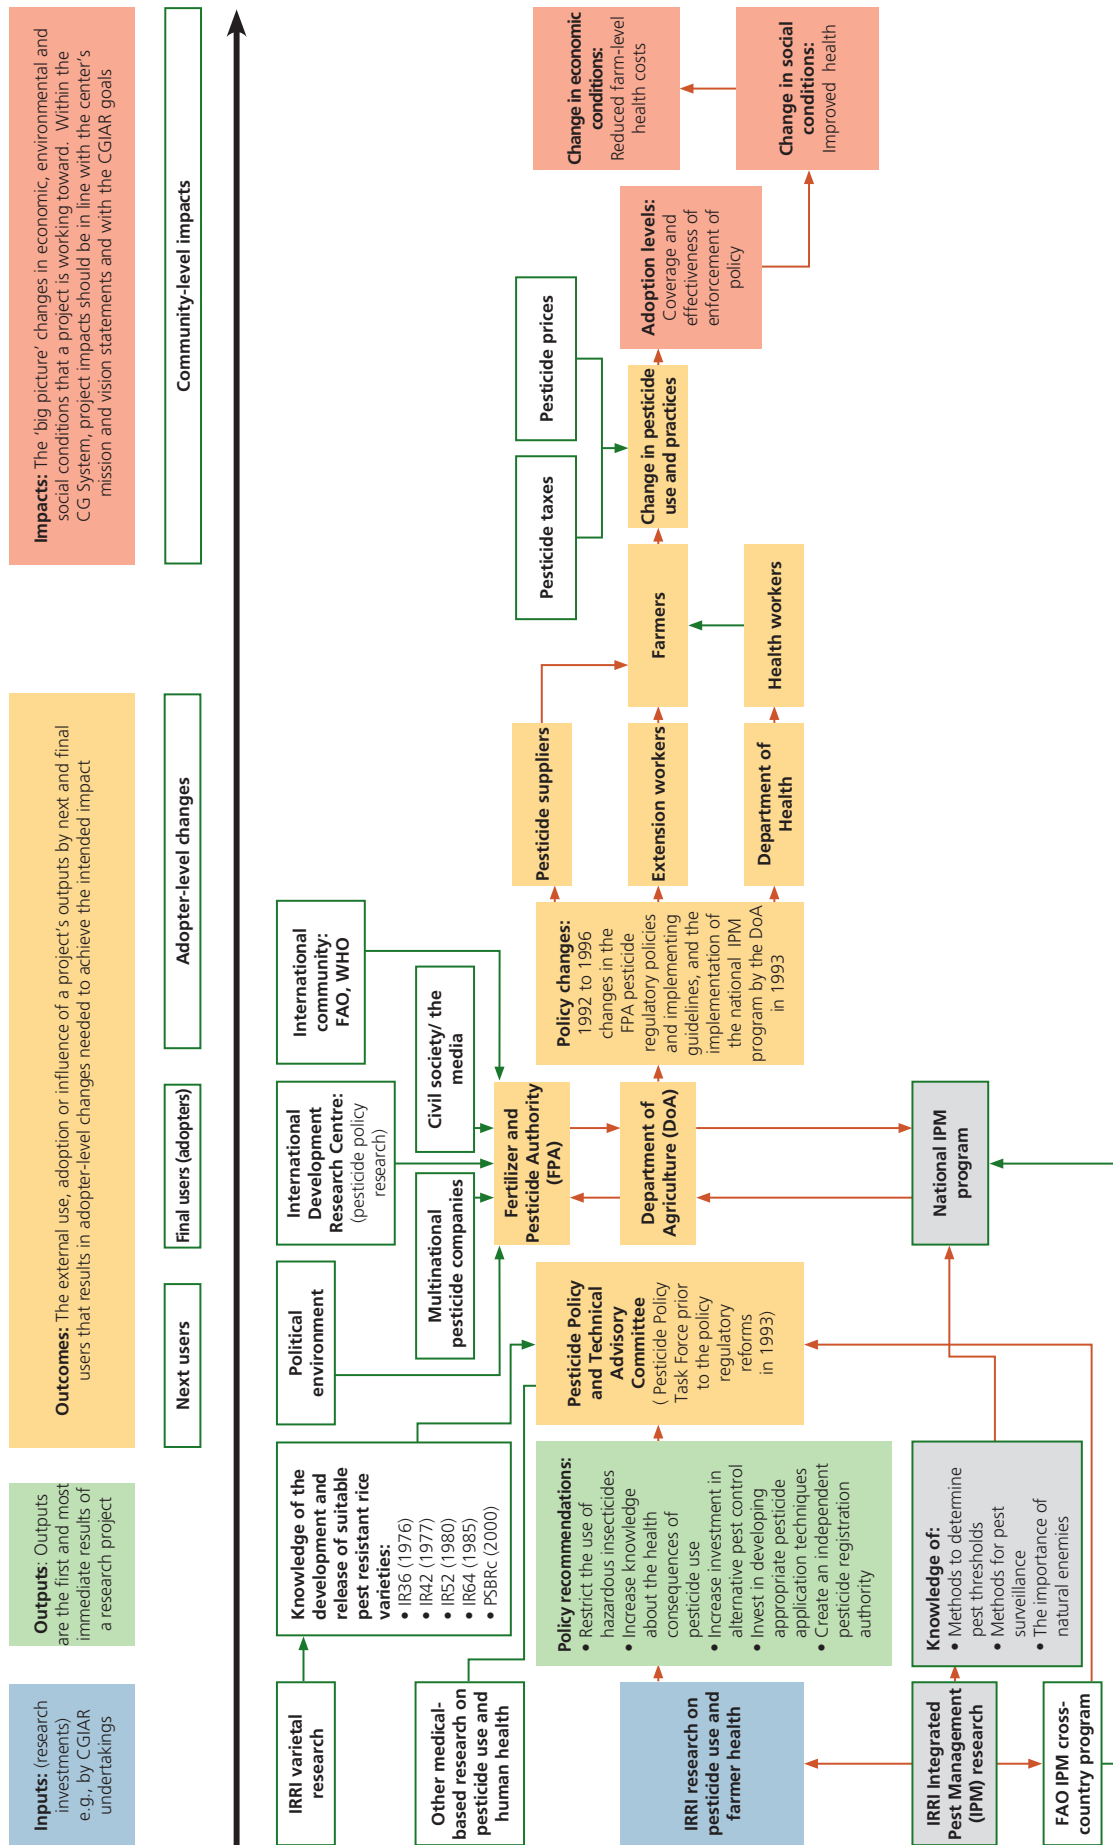 Inputs: (research
investments)
e.g., by CGIAR
undertakings
Outputs: Outputs
are the first and most
immediate results of
a research project
Outcomes: The external use, adoption or influence of a project's outputs by next and final
users that results in adopter-level changes needed to achieve the intended impact
Impacts: The 'big picture' changes in economic, environmental and
social conditions that a project is working toward. Within the
CG System, project impacts should be in line with the center's
mission and vision statements and with the CGIAR goals
Next users
Final users (adopters)
Adopter-level changes
Community-level impacts
IRRI varietal
research
Knowledge of the
development and
release of suitable
pest resistant rice
varieties:
• IR36 (1976)
• IR42 (1977)
• IR52 (1980)
• IR64 (1985)
• PSBRc (2000)
Political
environment
International
Development
Research Centre:
(pesticide policy
research)
International
community:
FAO, WHO
Other medical-
based research on
pesticide use and
human health
Multinational
pesticide companies
Civil society/ the
media
Fertilizer and
Pesticide Authority
(FPA)
IRRI research on
pesticide use and
farmer health
Policy recommendations:
• Restrict the use of
hazardous insecticides
• Increase knowledge
about the health
consequences of
pesticide use
• Increase investment in
alternative pest control
• Invest in developing
appropriate pesticide
application techniques
• Create an independent
pesticide registration
authority
Pesticide Policy
and Technical
Advisory
Committee
( Pesticide Policy
Task Force prior
to the policy
regulatory
reforms
in 1993)
Department of
Agriculture (DoA)
Policy changes:
1992 to 1996
changes in the
FPA pesticide
regulatory policies
and implementing
guidelines, and the
implementation of
the national IPM
program by the DoA
in 1993
Pesticide suppliers
Extension workers
Department of
Health
Farmers
Health workers
Pesticide taxes
Pesticide prices
Change in pesticide
use and practices
Adoption levels:
Coverage and
effectiveness of
enforcement of
policy
Change in economic
conditions:
Reduced farm-level
health costs
Change in social
conditions:
Improved health
IRRI Integrated
Pest Management
(IPM) research
Knowledge of:
• Methods to determine
pest thresholds
• Methods for pest
surveillance
• The importance of
natural enemies
National IPM
program
FAO IPM cross-
country program